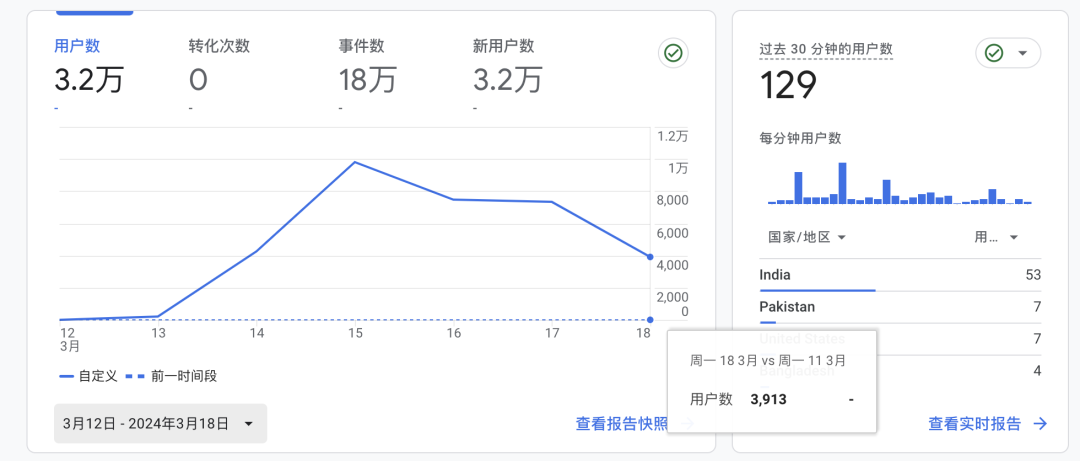 用户数
3.2万
-
转化次数
0
-
事件数
18万
-
新用户数
3.2万
-
1.2万
1万
8,000
6,000
4,000
2,000
0
12
3月
13
14
15
16
17
18
自定义
前一时间段
3月12日 - 2024年3月18日
查看报告快照
周一 18 3月 vs 周一 11 3月
用户数 3,913 -
过去 30 分钟的用户数
129
每分钟用户数
国家/地区
用...
India 53
Pakistan 7
United States 7
Bangladesh 4
查看实时报告